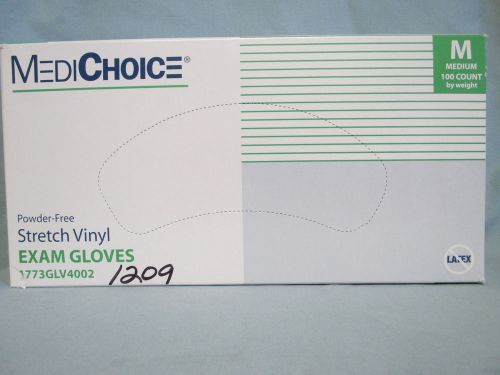 MEDICHOICE®
M
MEDIUM
100 COUNT
by weight
Powder-Free
Stretch Vinyl
EXAM GLOVES
1773GLV4002
1209
LATEX